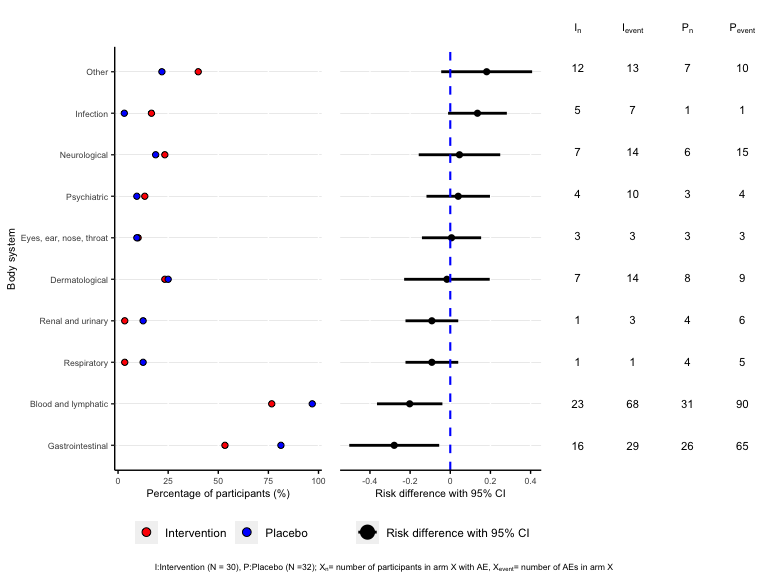 In Ievent Pn Pevent
Other 12 13 7 10
Infection 5 7 1 1
Neurological 7 14 6 15
Psychiatric 4 10 3 4
Eyes, ear, nose, throat 3 3 3 3
Dermatological 7 14 8 9
Renal and urinary 1 3 4 6
Respiratory 1 1 4 5
Blood and lymphatic 23 68 31 90
Gastrointestinal 16 29 26 65
Body system
0 25 50 75 100 -0.4 -0.2 0 0.2 0.4
Percentage of participants (%) Risk difference with 95% CI
Intervention Placebo Risk difference with 95% CI
I:Intervention (N = 30), P:Placebo (N =32); Xn= number of participants in arm X with AE, Xevent= number of AEs in arm X